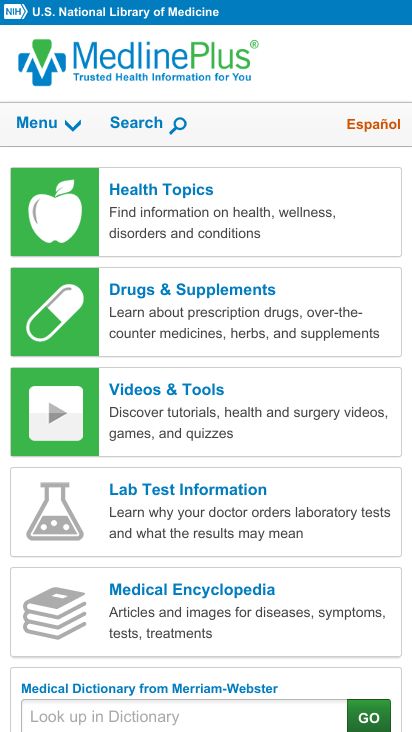 NIH U.S. National Library of Medicine
MedlinePlus®
Trusted Health Information for You
Menu Search Español
Health Topics
Find information on health, wellness,
disorders and conditions
Drugs & Supplements
Learn about prescription drugs, over-the-
counter medicines, herbs, and supplements
Videos & Tools
Discover tutorials, health and surgery videos,
games, and quizzes
Lab Test Information
Learn why your doctor orders laboratory tests
and what the results may mean
Medical Encyclopedia
Articles and images for diseases, symptoms,
tests, treatments
Medical Dictionary from Merriam-Webster
Look up in Dictionary GO